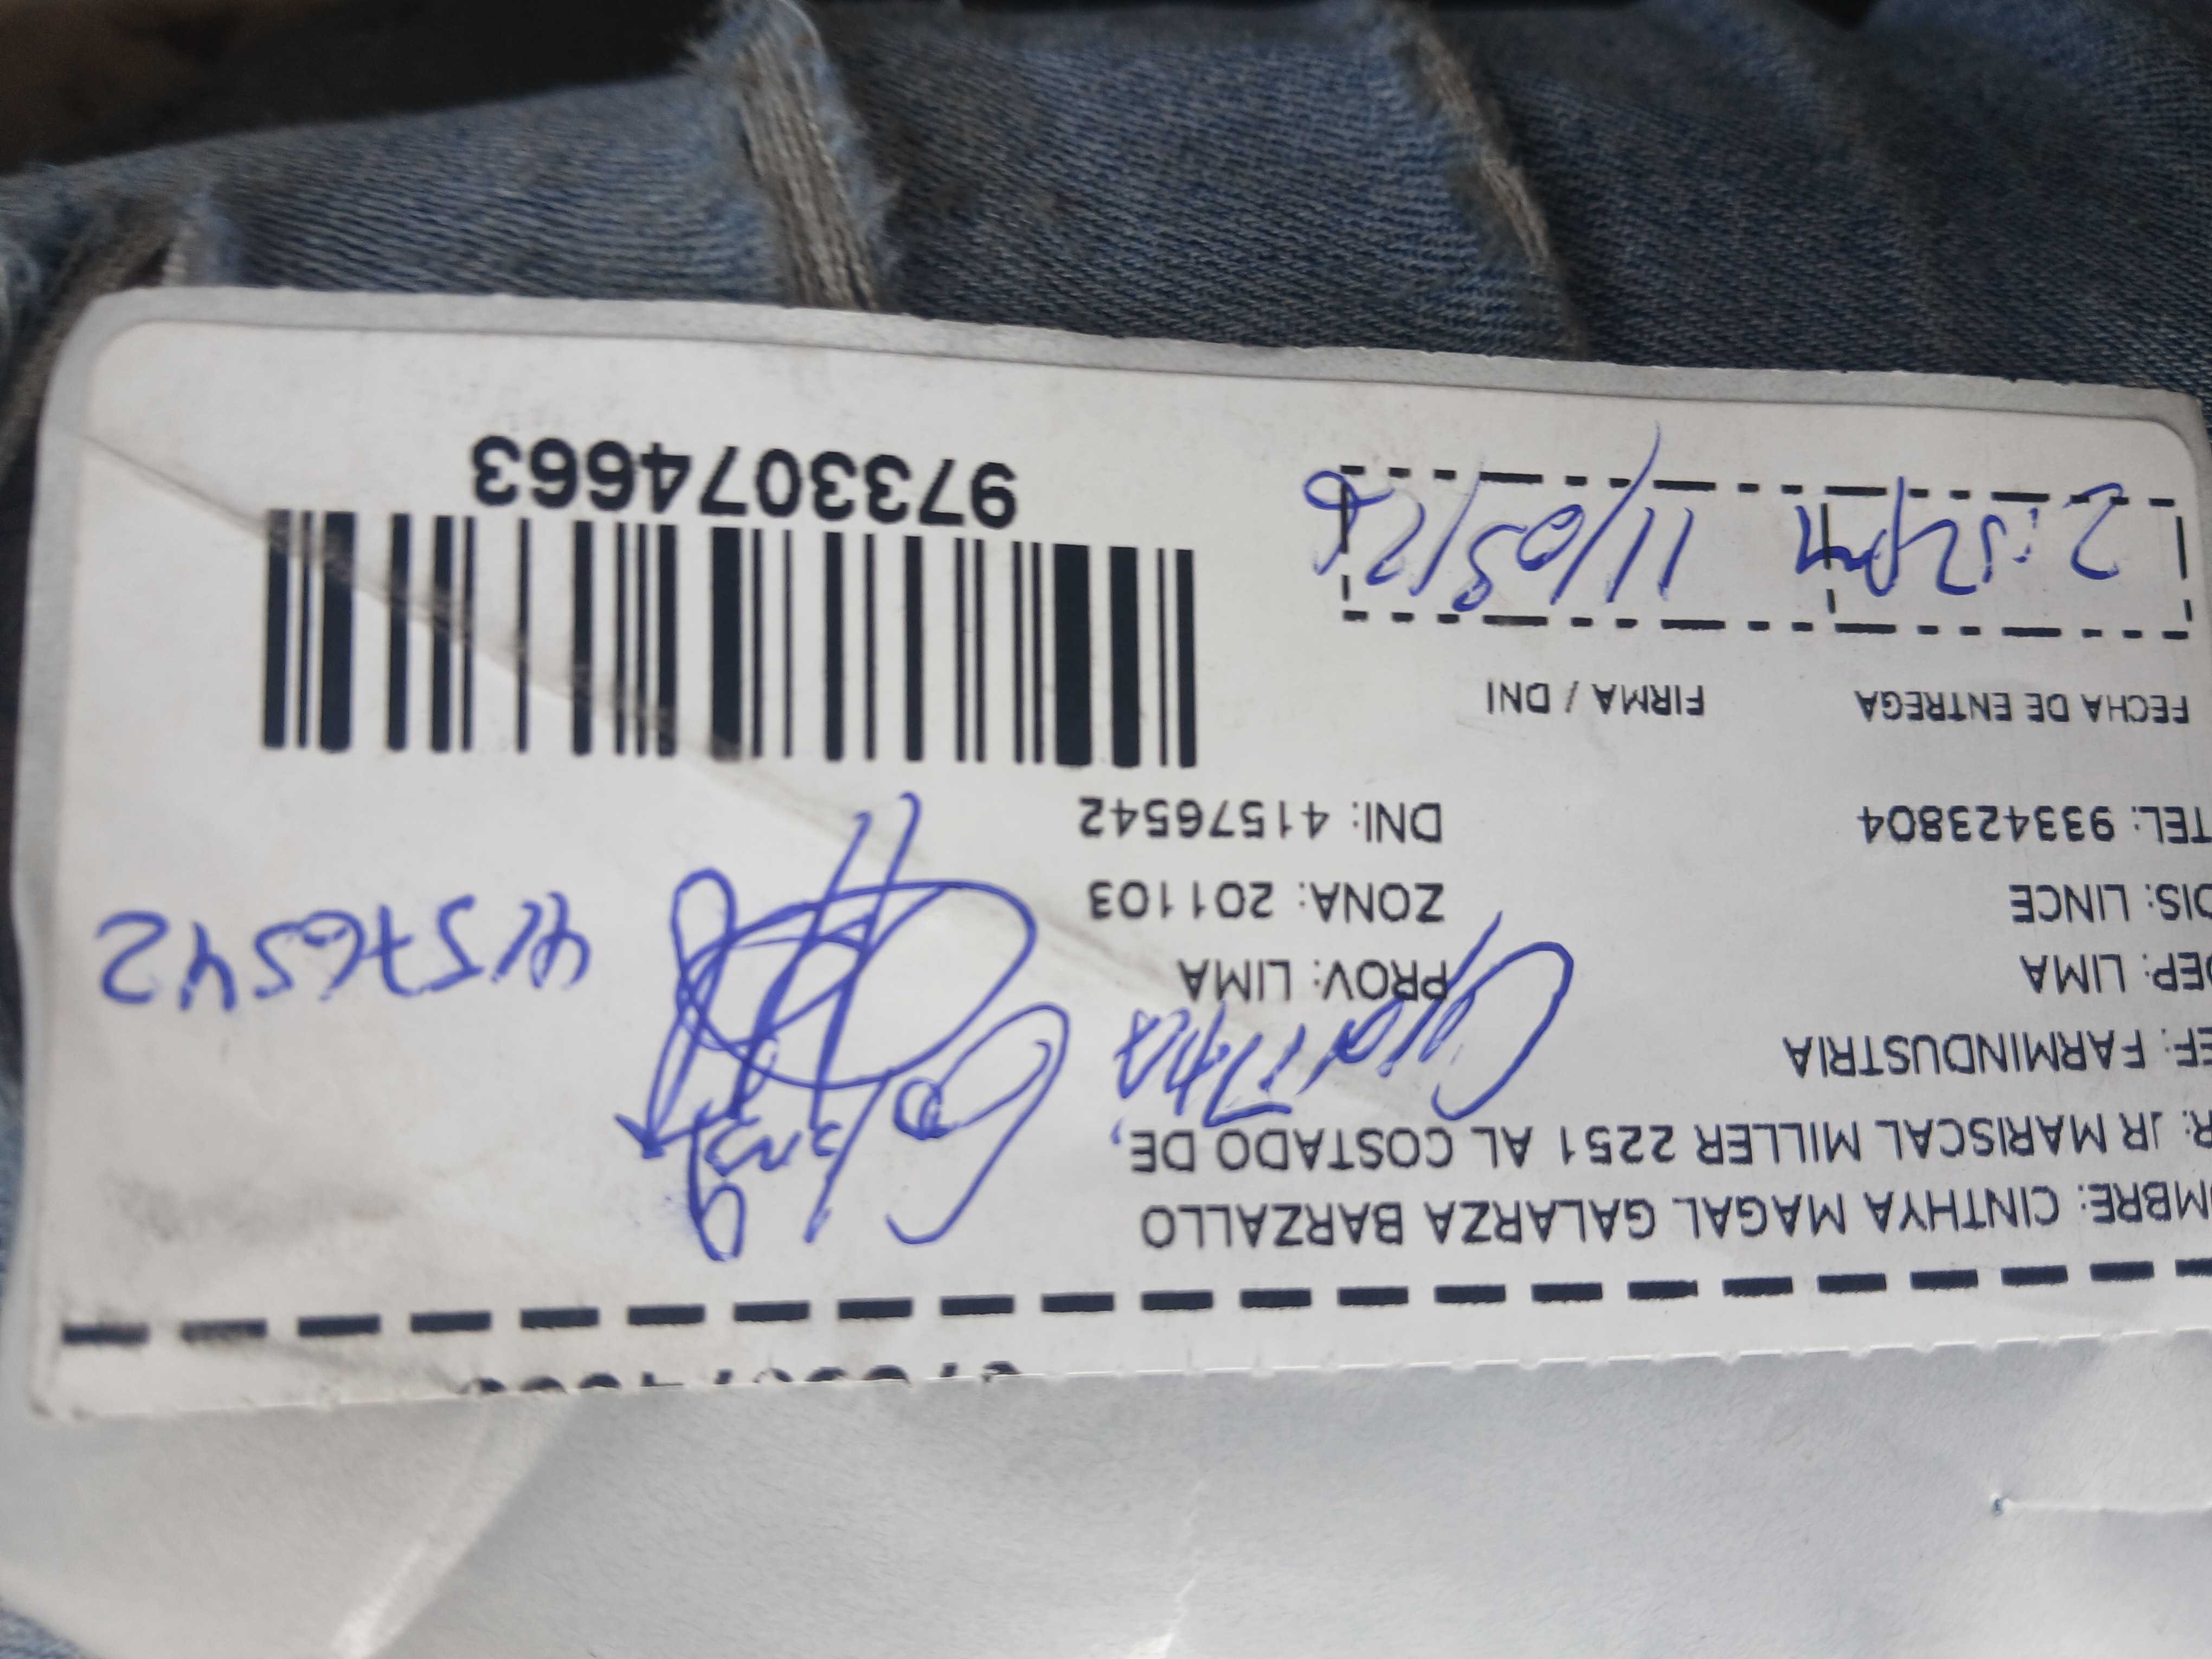 MBRE: CINTHYA MAGAL GALARZA BARZALLO
R: JR MARISCAL MILLER 2251 AL COSTADO DE,
EF: FARMINDUSTRIA
DEP: LIMA PROV: LIMA
DIS: LINCE ZONA: 201103
TEL: 933423804 DNI: 41576542
Cinthya
41576542
FECHA DE ENTREGA FIRMA / DNI
2:52pm 11/03/26
9733074663